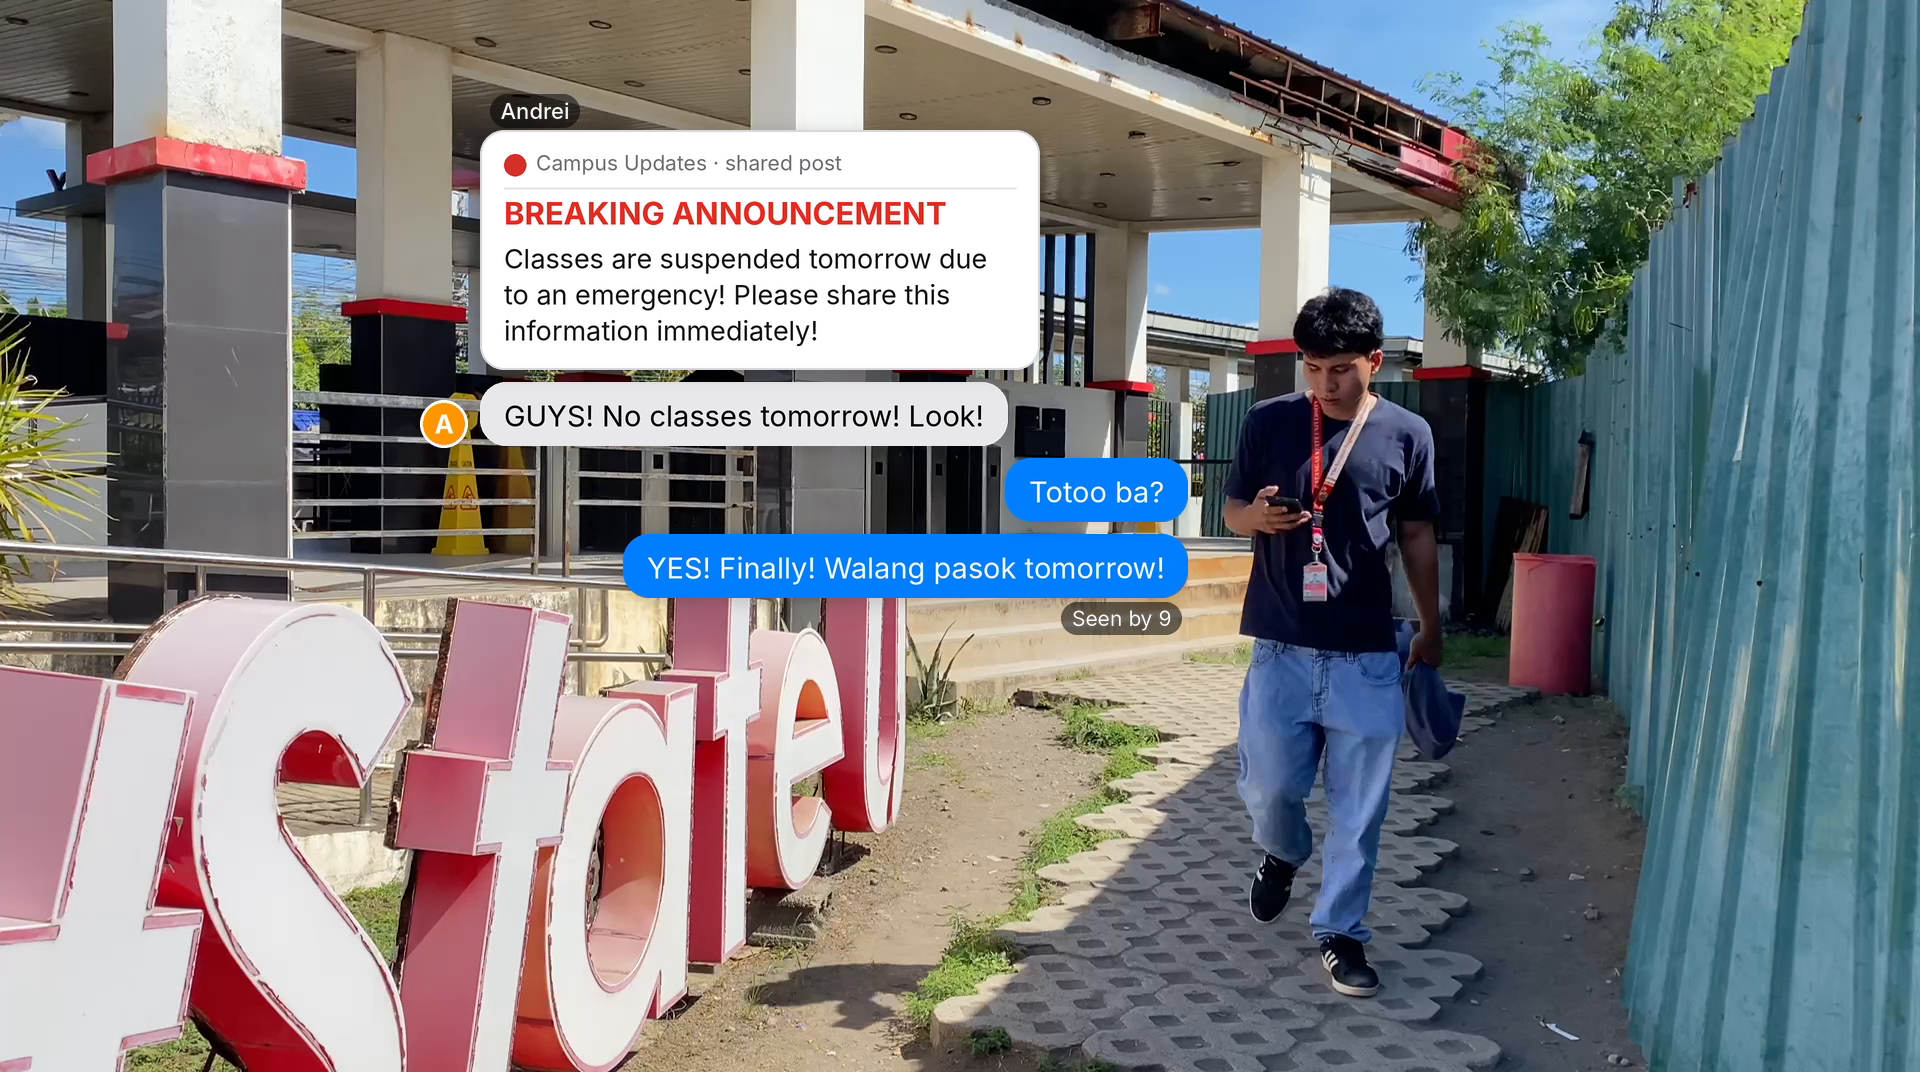 Andrei
Campus Updates · shared post
BREAKING ANNOUNCEMENT
Classes are suspended tomorrow due
to an emergency! Please share this
information immediately!
A
GUYS! No classes tomorrow! Look!
Totoo ba?
YES! Finally! Walang pasok tomorrow!
Seen by 9
State U